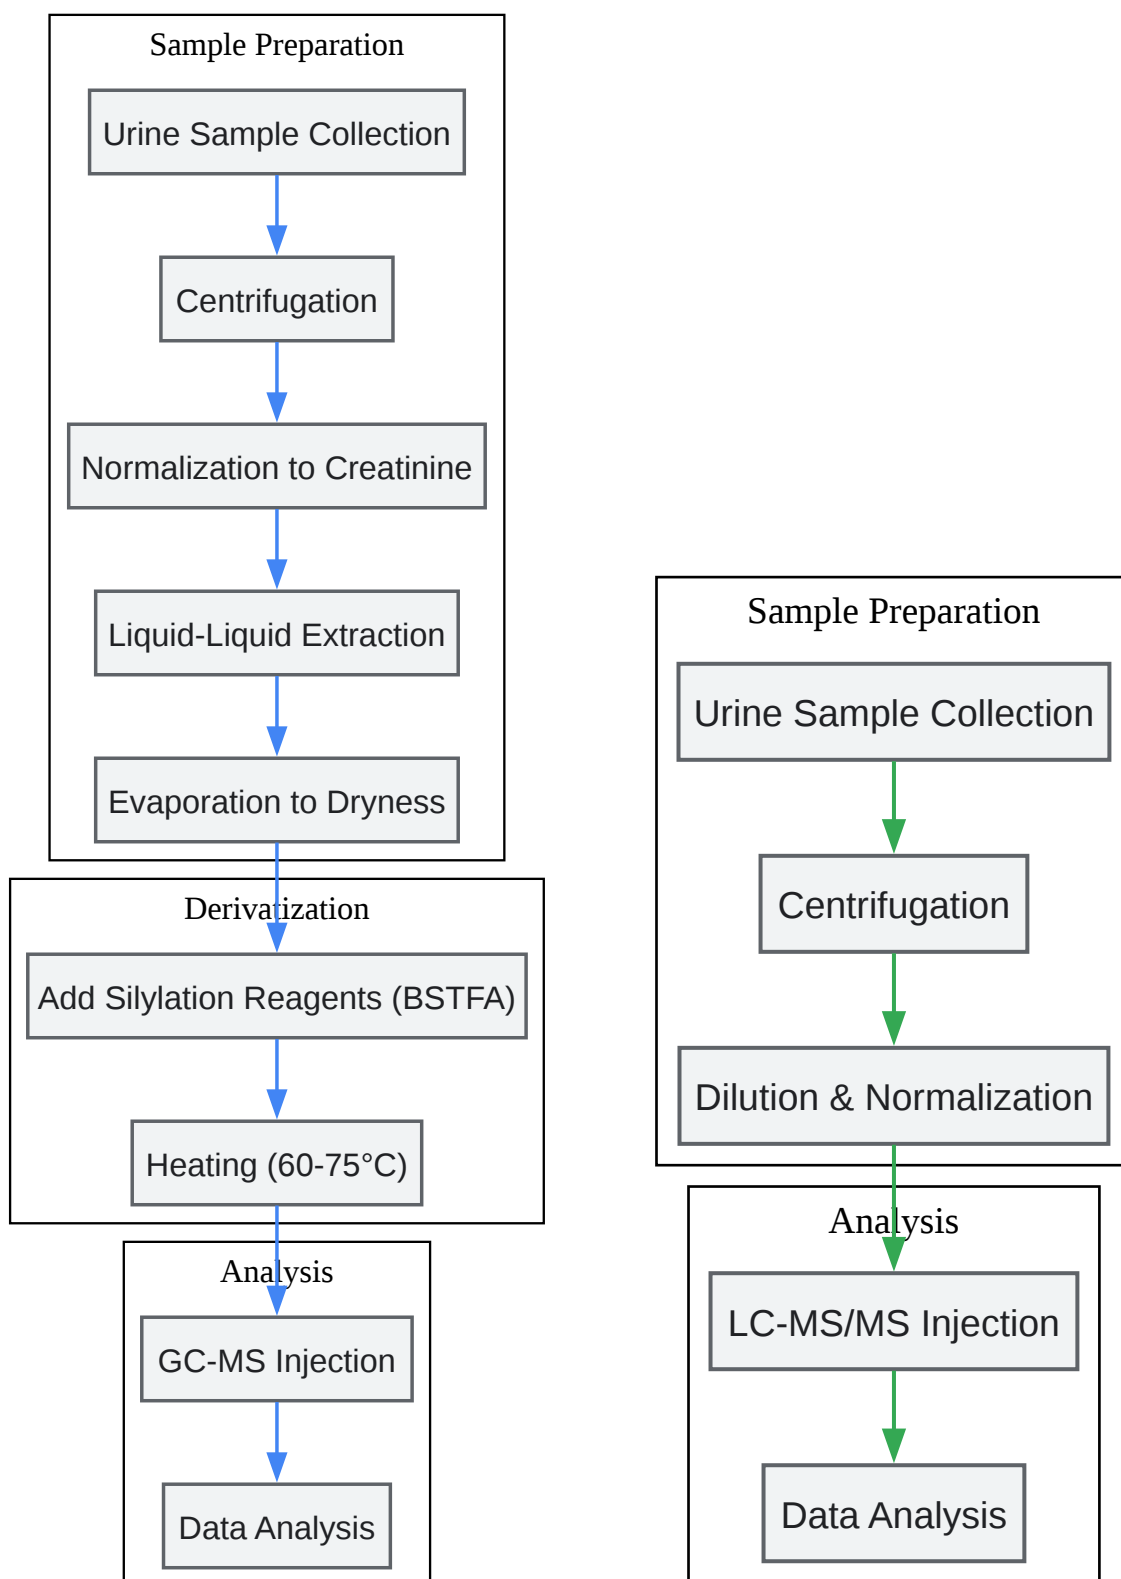 Sample Preparation
Urine Sample Collection
Centrifugation
Normalization to Creatinine
Liquid-Liquid Extraction
Evaporation to Dryness
Derivatization
Add Silylation Reagents (BSTFA)
Heating (60-75°C)
Analysis
GC-MS Injection
Data Analysis
Sample Preparation
Urine Sample Collection
Centrifugation
Dilution & Normalization
Analysis
LC-MS/MS Injection
Data Analysis